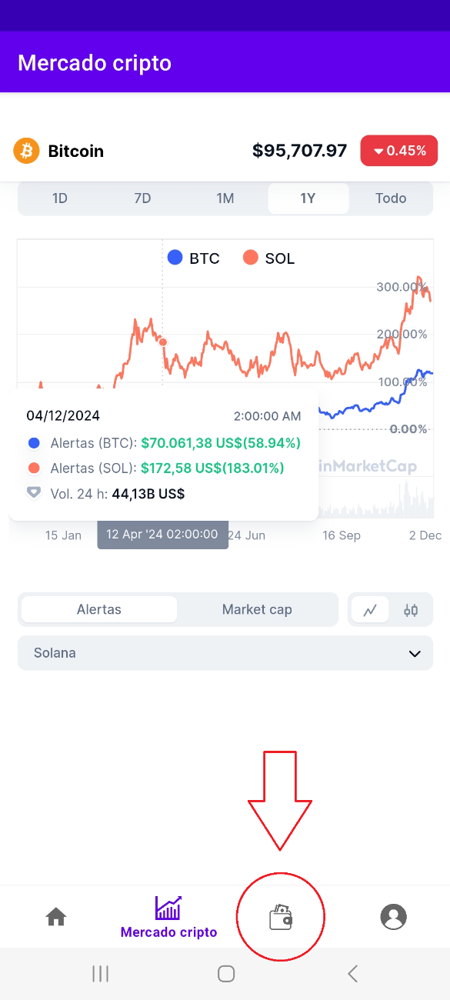 Mercado cripto
Bitcoin $95,707.97 0.45%
1D 7D 1M 1Y Todo
BTC SOL
300.00%
200.00%
100.00%
0.00%
04/12/2024 2:00:00 AM
Alertas (BTC): $70.061,38 US$(58.94%)
Alertas (SOL): $172,58 US$(183.01%)
inMarketCap
Vol. 24 h: 44,13B US$
15 Jan 12 Apr '24 02:00:00 24 Jun 16 Sep 2 Dec
Alertas Market cap
Solana
Mercado cripto